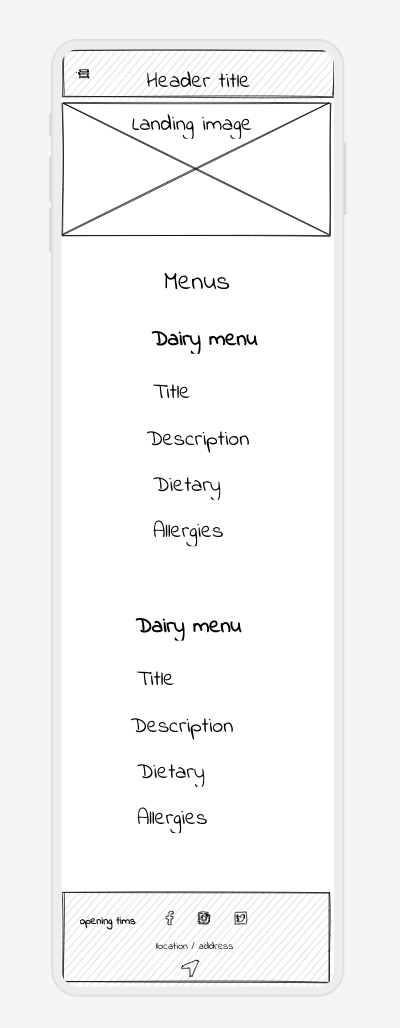 Header title
Landing image
Menus
Dairy menu
Title
Description
Dietary
Allergies
Dairy menu
Title
Description
Dietary
Allergies
opening tims
llocation / address